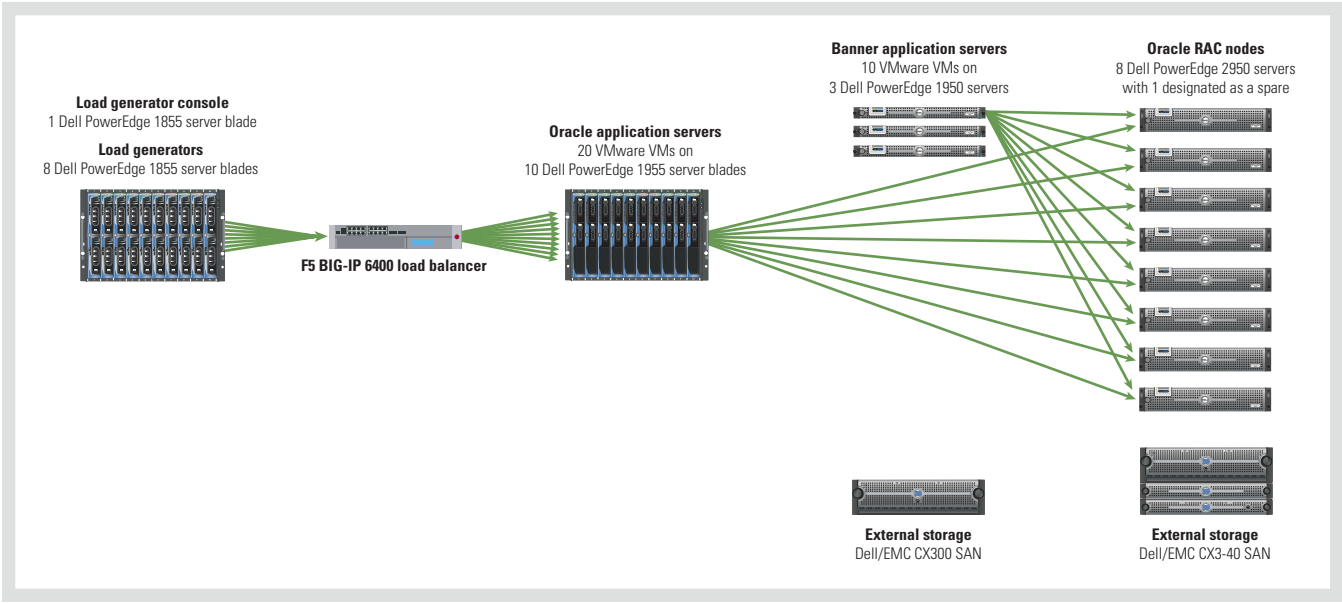 Load generator console
1 Dell PowerEdge 1855 server blade
Load generators
8 Dell PowerEdge 1855 server blades
F5 BIG-IP 6400 load balancer
Oracle application servers
20 VMware VMs on
10 Dell PowerEdge 1955 server blades
Banner application servers
10 VMware VMs on
3 Dell PowerEdge 1950 servers
Oracle RAC nodes
8 Dell PowerEdge 2950 servers
with 1 designated as a spare
External storage
Dell/EMC CX300 SAN
External storage
Dell/EMC CX3-40 SAN